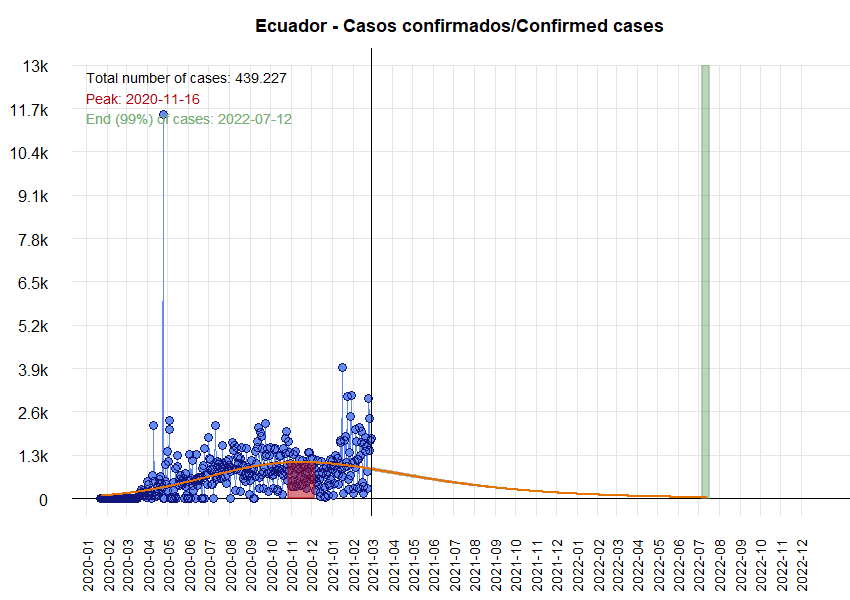 Ecuador - Casos confirmados/Confirmed cases
13k
Total number of cases: 439.227
Peak: 2020-11-16
11.7k
End (99%) of cases: 2022-07-12
10.4k
9.1k
7.8k
6.5k
5.2k
3.9k
2.6k
1.3k
0
2020-01
2020-02
2020-03
2020-04
2020-05
2020-06
2020-07
2020-08
2020-09
2020-10
2020-11
2020-12
2021-01
2021-02
2021-03
2021-04
2021-05
2021-06
2021-07
2021-08
2021-09
2021-10
2021-11
2021-12
2022-01
2022-02
2022-03
2022-04
2022-05
2022-06
2022-07
2022-08
2022-09
2022-10
2022-11
2022-12